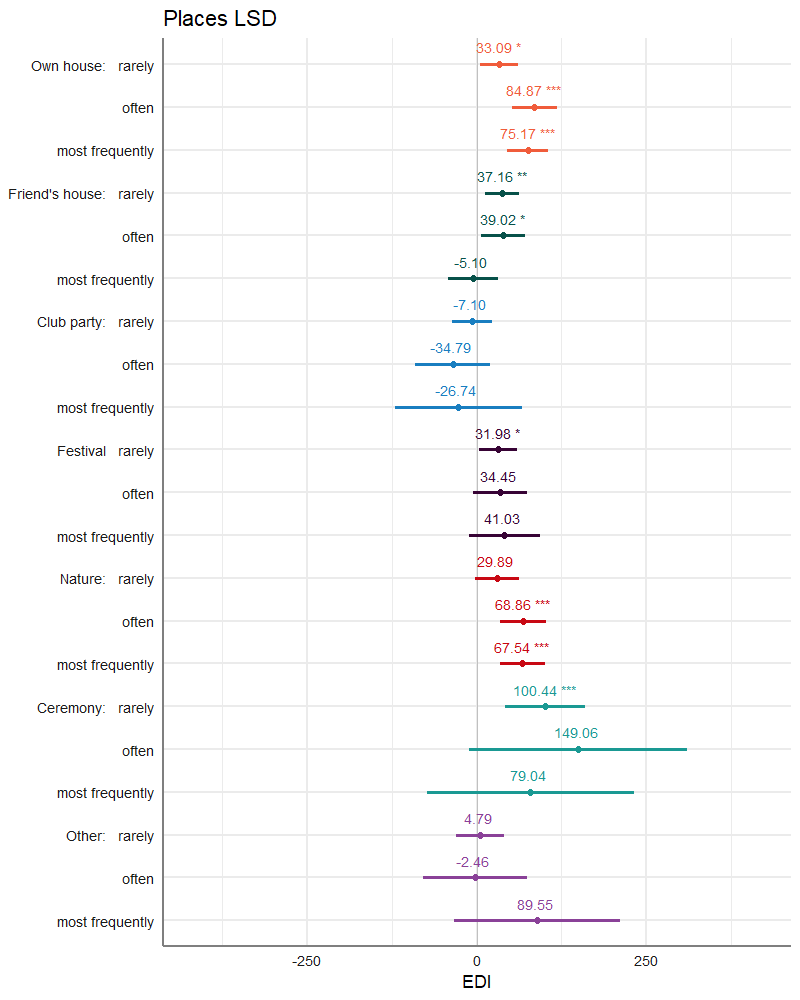 Places LSD
33.09 *
Own house: rarely
84.87 ***
often
75.17 ***
most frequently
37.16 **
Friend's house: rarely
39.02 *
often
-5.10
most frequently
-7.10
Club party: rarely
-34.79
often
-26.74
most frequently
31.98 *
Festival rarely
34.45
often
41.03
most frequently
29.89
Nature: rarely
68.86 ***
often
67.54 ***
most frequently
100.44 ***
Ceremony: rarely
149.06
often
79.04
most frequently
4.79
Other: rarely
-2.46
often
89.55
most frequently
-250 0 250
EDI